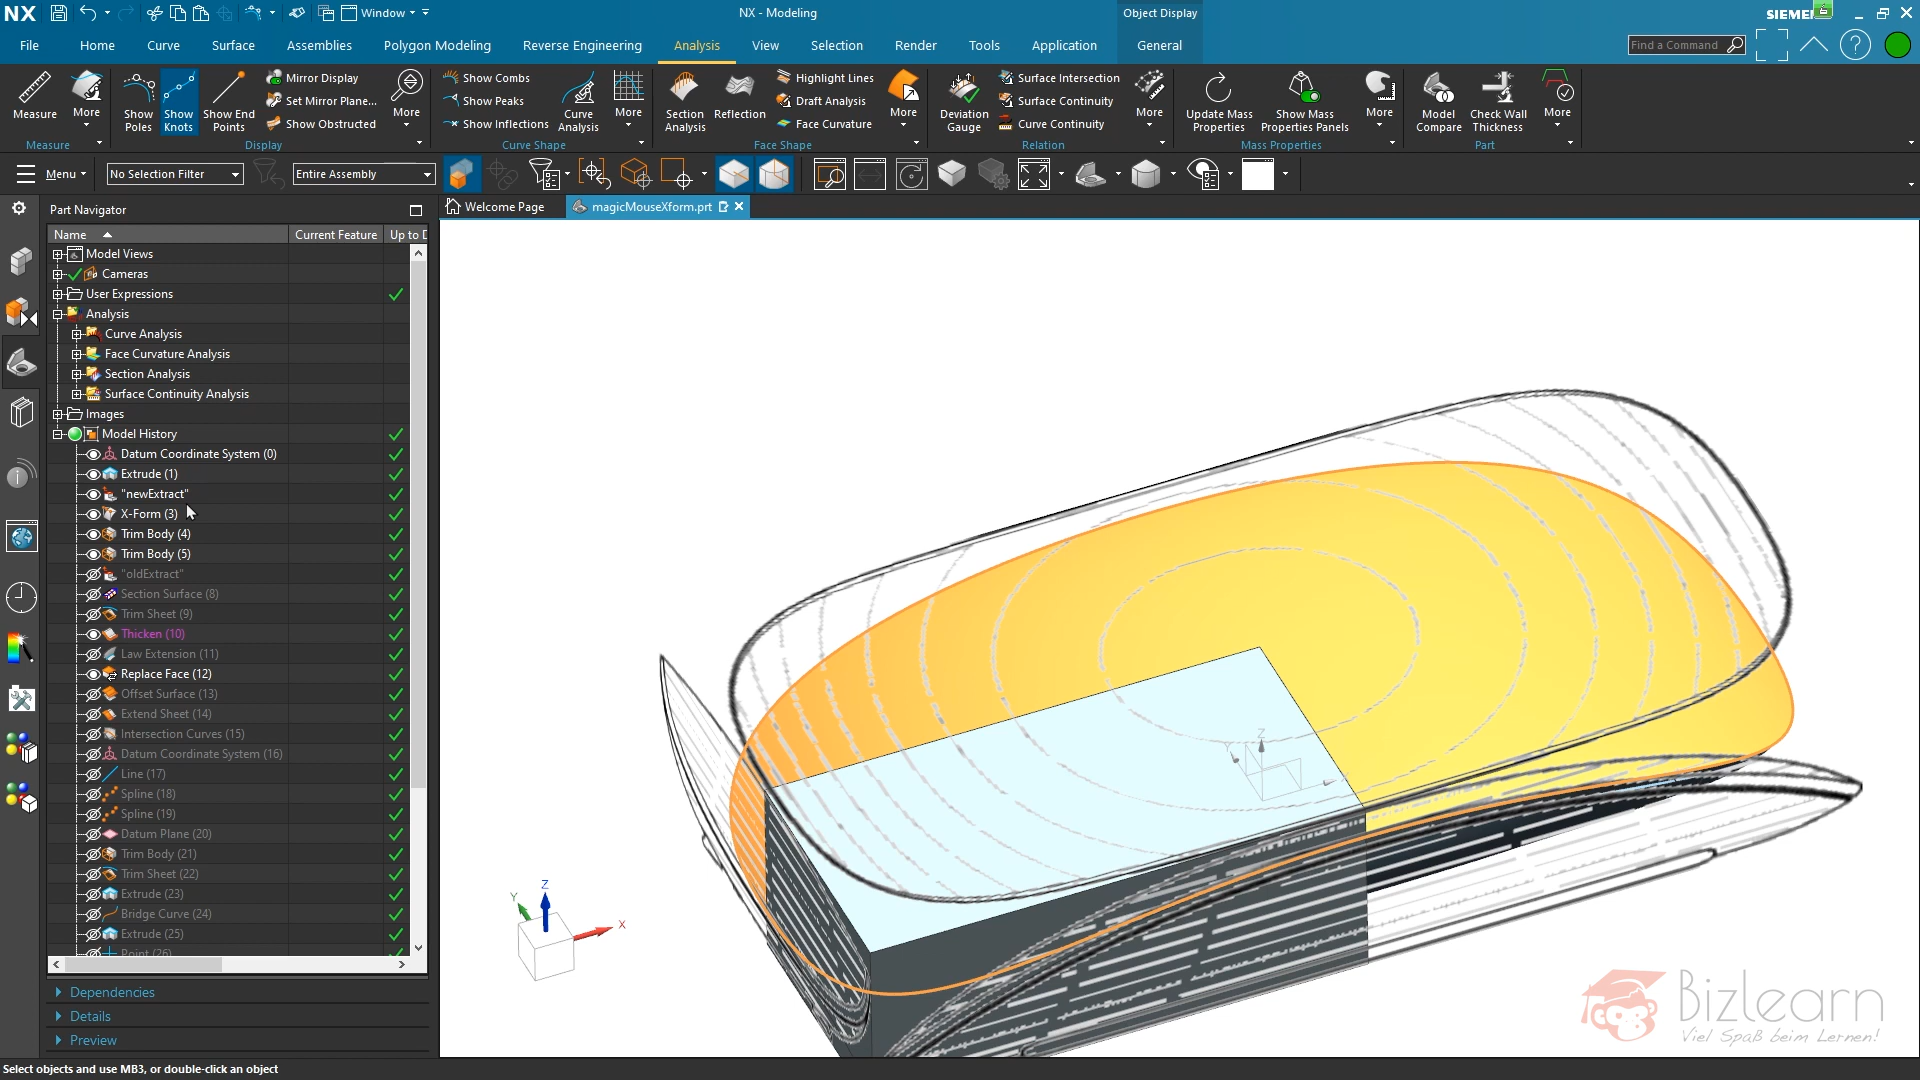 NX
Window
NX - Modeling
Object Display
SIEME
File
Home
Curve
Surface
Assemblies
Polygon Modeling
Reverse Engineering
Analysis
View
Selection
Render
Tools
Application
General
Find a Command
Measure
More
Show Poles
Show Knots
Show End Points
Mirror Display
Set Mirror Plane...
Show Obstructed
More
Show Combs
Show Peaks
Show Inflections
Curve Analysis
More
Section Analysis
Reflection
Highlight Lines
Draft Analysis
Face Curvature
More
Deviation Gauge
Surface Intersection
Surface Continuity
Curve Continuity
More
Update Mass Properties
Show Mass Properties Panels
More
Model Compare
Check Wall Thickness
More
Measure
Display
Curve Shape
Face Shape
Relation
Mass Properties
Part
Menu
No Selection Filter
Entire Assembly
Part Navigator
Welcome Page
magicMouseXform.prt
Name
Current Feature
Up to D
Model Views
Cameras
User Expressions
Analysis
Curve Analysis
Face Curvature Analysis
Section Analysis
Surface Continuity Analysis
Images
Model History
Datum Coordinate System (0)
Extrude (1)
"newExtract"
X-Form (3)
Trim Body (4)
Trim Body (5)
"oldExtract"
Section Surface (8)
Trim Sheet (9)
Thicken (10)
Law Extension (11)
Replace Face (12)
Offset Surface (13)
Extend Sheet (14)
Intersection Curves (15)
Datum Coordinate System (16)
Line (17)
Spline (18)
Spline (19)
Datum Plane (20)
Trim Body (21)
Trim Sheet (22)
Extrude (23)
Bridge Curve (24)
Extrude (25)
Point (26)
Dependencies
Details
Preview
Z
Y
Z
Y
X
Bizlearn
Viel Spaß beim Lernen!
Select objects and use MB3, or double-click an object